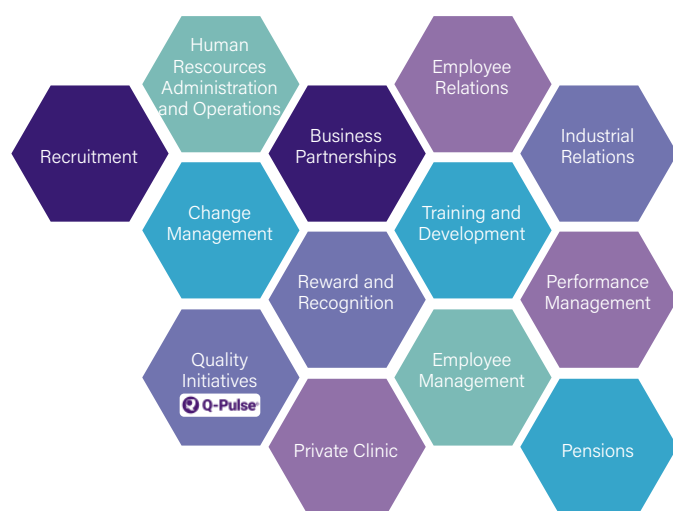 Human
Rescources
Administration
and Operations
Employee
Relations
Recruitment
Business
Partnerships
Industrial
Relations
Change
Management
Training and
Development
Reward and
Recognition
Performance
Management
Quality
Initiatives
Q-Pulse®
Employee
Management
Private Clinic
Pensions